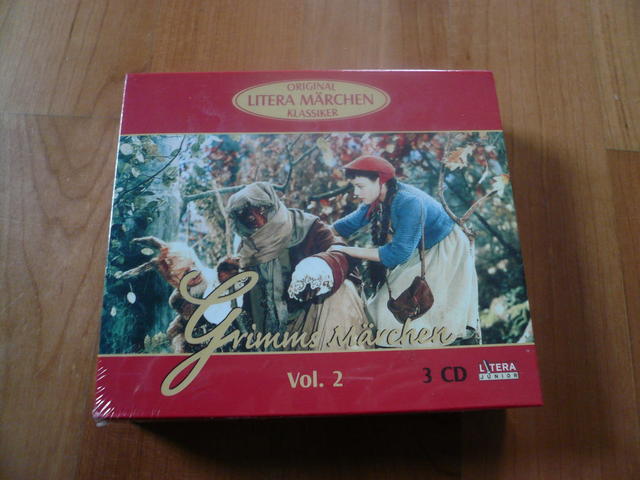 ORIGINAL
LITERA MÄRCHEN
KLASSIKER
Grimms Märchen
Vol. 2
3 CD
LITERA
JUNIOR